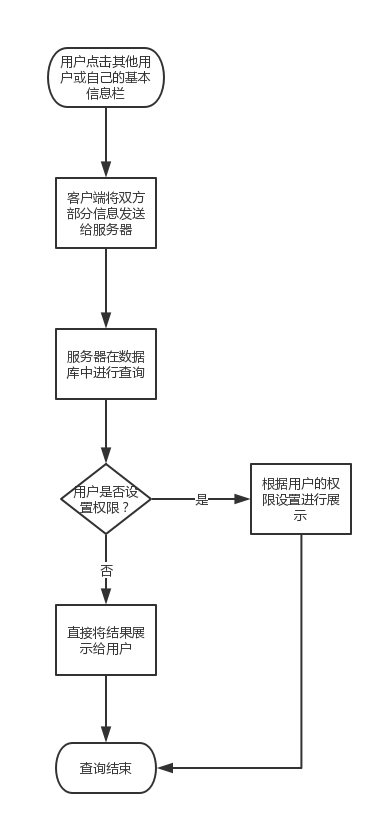 用户点击其他用
户或自己的基本
信息栏
客户端将双方
部分信息发送
给服务器
服务器在数据
库中进行查询
用户是否设
置权限？
是
根据用户的权
限设置进行展
示
否
直接将结果展
示给用户
查询结束